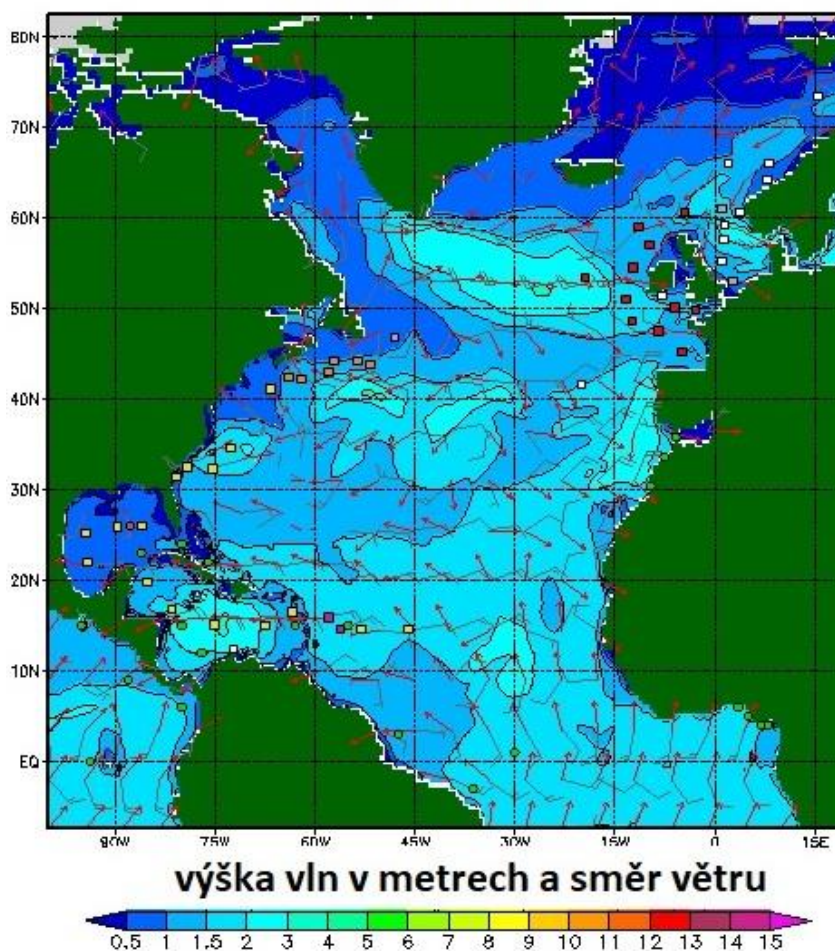 80N
70N
60N
50N
40N
30N
20N
10N
EQ
90W 75W 60W 45W 30W 15W 0 15E
výška vln v metrech a směr větru
0.5 1 1.5 2 3 4 5 6 7 8 9 10 11 12 13 14 15